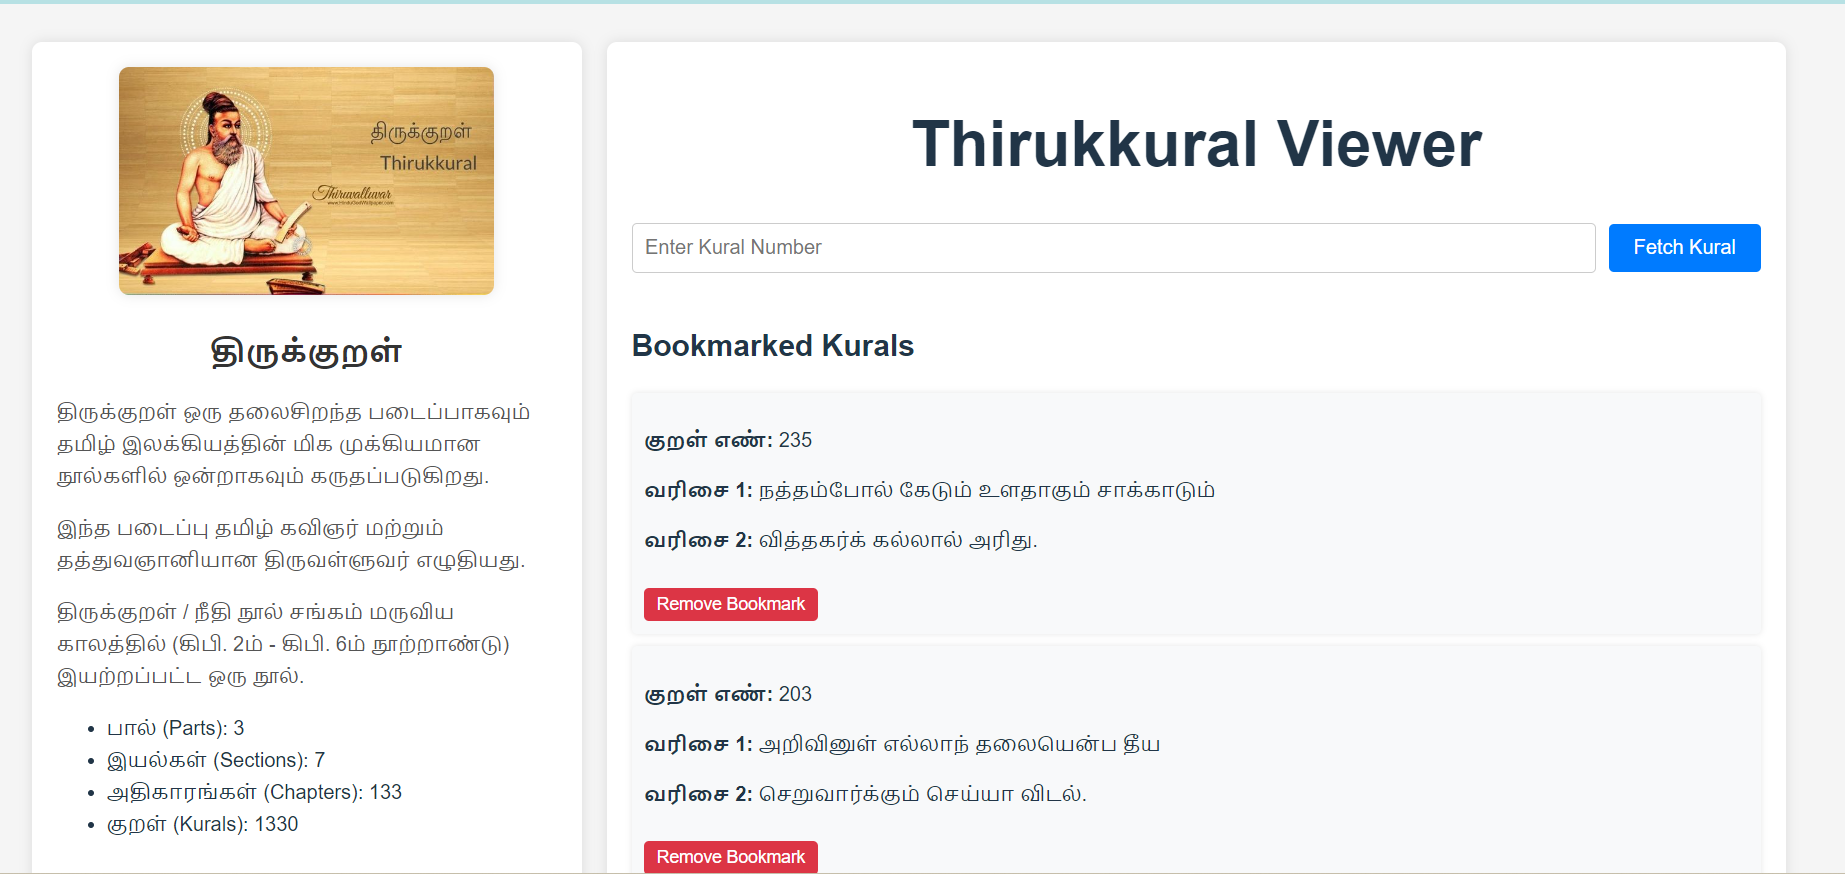 திருக்குறள்
Thirukkural
Thiruvalluvar
www.HinduGodWallpaper.com
திருக்குறள்
திருக்குறள் ஒரு தலைசிறந்த படைப்பாகவும்
தமிழ் இலக்கியத்தின் மிக முக்கியமான
நூல்களில் ஒன்றாகவும் கருதப்படுகிறது.
இந்த படைப்பு தமிழ் கவிஞர் மற்றும்
தத்துவஞானியான திருவள்ளுவர் எழுதியது.
திருக்குறள் / நீதி நூல் சங்கம் மருவிய
காலத்தில் (கிபி. 2ம் - கிபி. 6ம் நூற்றாண்டு)
இயற்றப்பட்ட ஒரு நூல்.
• பால் (Parts): 3
• இயல்கள் (Sections): 7
• அதிகாரங்கள் (Chapters): 133
• குறள் (Kurals): 1330
Thirukkural Viewer
Enter Kural Number
Fetch Kural
Bookmarked Kurals
குறள் எண்: 235
வரிசை 1: நத்தம்போல் கேடும் உளதாகும் சாக்காடும்
வரிசை 2: வித்தகர்க் கல்லால் அரிது.
Remove Bookmark
குறள் எண்: 203
வரிசை 1: அறிவினுள் எல்லாந் தலையென்ப தீய
வரிசை 2: செறுவார்க்கும் செய்யா விடல்.
Remove Bookmark